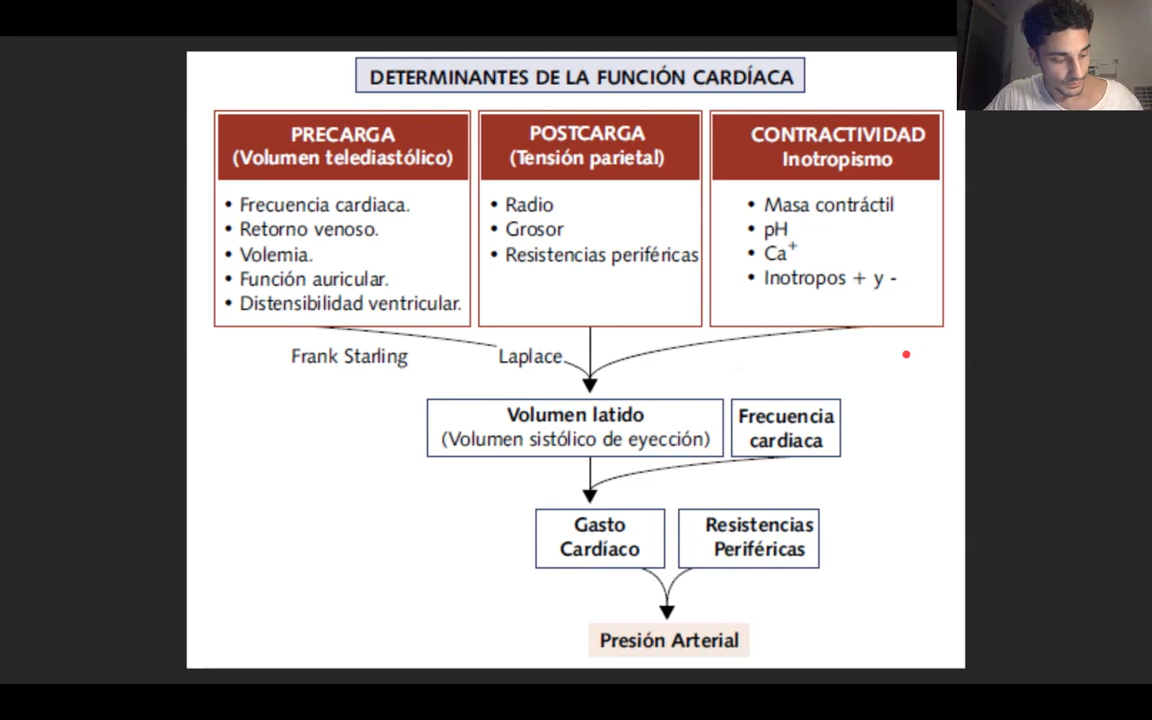 DETERMINANTES DE LA FUNCIÓN CARDÍACA
PRECARGA
(Volumen telediastólico)
• Frecuencia cardiaca.
• Retorno venoso.
• Volemia.
• Función auricular.
• Distensibilidad ventricular.
POSTCARGA
(Tensión parietal)
• Radio
• Grosor
• Resistencias periféricas
CONTRACTIVIDAD
Inotropismo
• Masa contráctil
• pH
• Ca⁺
• Inotropos + y -
Frank Starling
Laplace
Volumen latido
(Volumen sistólico de eyección)
Frecuencia
cardiaca
Gasto
Cardíaco
Resistencias
Periféricas
Presión Arterial